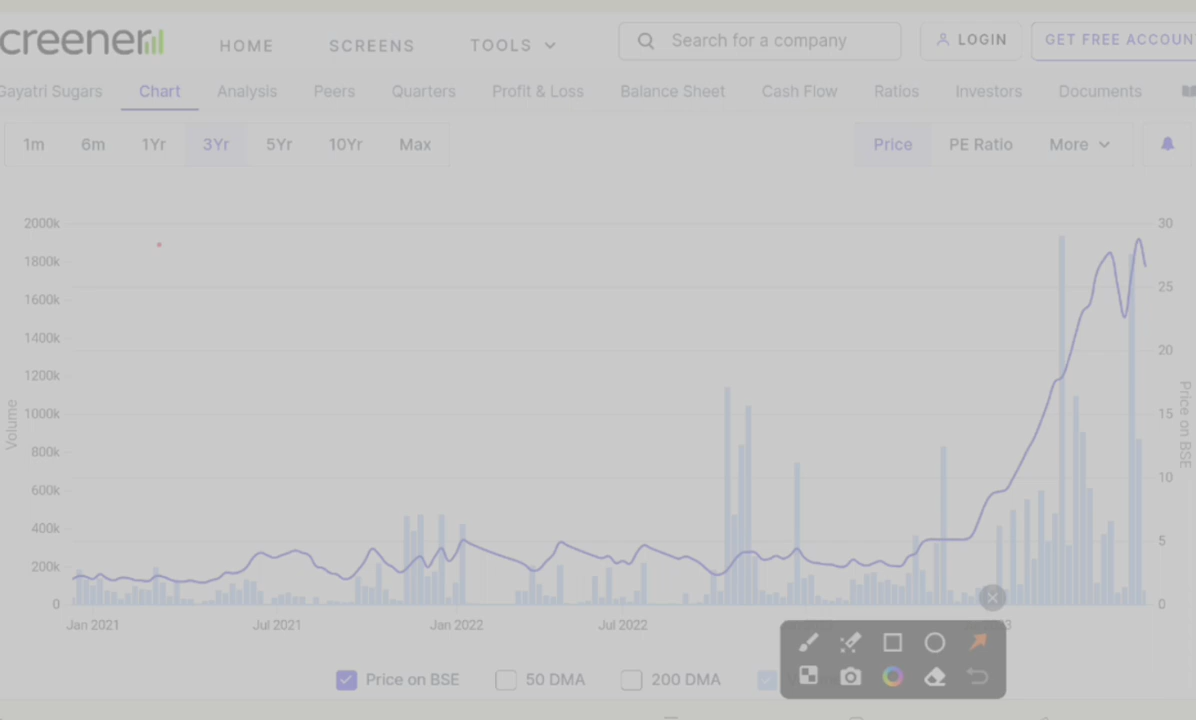 creener
HOME SCREENS TOOLS Search for a company LOGIN GET FREE ACCOUN
Gayatri Sugars Chart Analysis Peers Quarters Profit & Loss Balance Sheet Cash Flow Ratios Investors Documents
1m 6m 1Yr 3Yr 5Yr 10Yr Max Price PE Ratio More
2000k 30
1800k
1600k 25
1400k
1200k 20
1000k 15
800k
600k 10
400k 5
200k
0 0
Volume
Price on BSE
Jan 2021 Jul 2021 Jan 2022 Jul 2022
Price on BSE 50 DMA 200 DMA